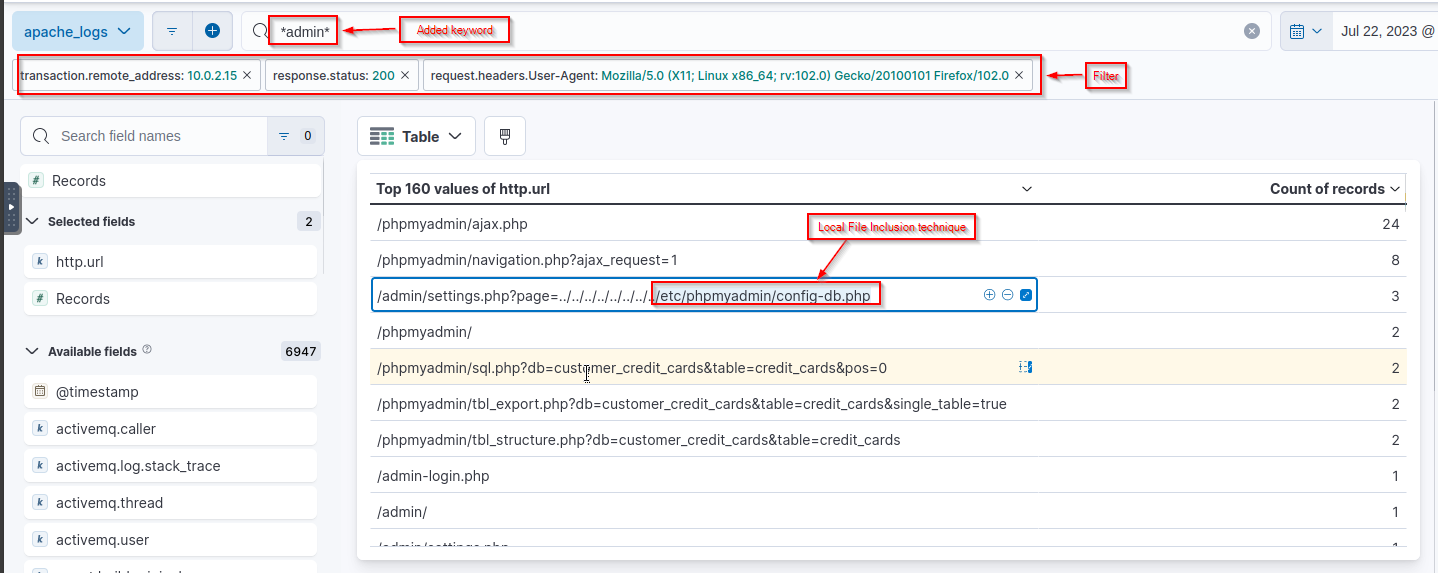 apache_logs
*admin*
Added keyword
Jul 22, 2023 @
transaction.remote_address: 10.0.2.15 ×
response.status: 200 ×
request.headers.User-Agent: Mozilla/5.0 (X11; Linux x86_64; rv:102.0) Gecko/20100101 Firefox/102.0 ×
Filter
Search field names
0
Table
# Records
Selected fields 2
k http.url
k Records
Available fields 6947
@timestamp
k activemq.caller
k activemq.log.stack_trace
k activemq.thread
k activemq.user
Top 160 values of http.url Count of records
/phpmyadmin/ajax.php 24
Local File Inclusion technique
/phpmyadmin/navigation.php?ajax_request=1 8
/admin/settings.php?page=../../../../../../../../etc/phpmyadmin/config-db.php 3
/phpmyadmin/ 2
/phpmyadmin/sql.php?db=customer_credit_cards&table=credit_cards&pos=0 2
/phpmyadmin/tbl_export.php?db=customer_credit_cards&table=credit_cards&single_table=true 2
/phpmyadmin/tbl_structure.php?db=customer_credit_cards&table=credit_cards 2
/admin-login.php 1
/admin/ 1
/admin/settings.php 1